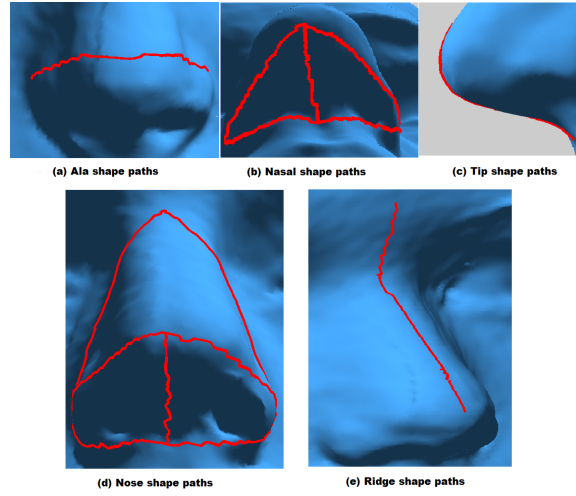 (a) Ala shape paths
(b) Nasal shape paths
(c) Tip shape paths
(d) Nose shape paths
(e) Ridge shape paths